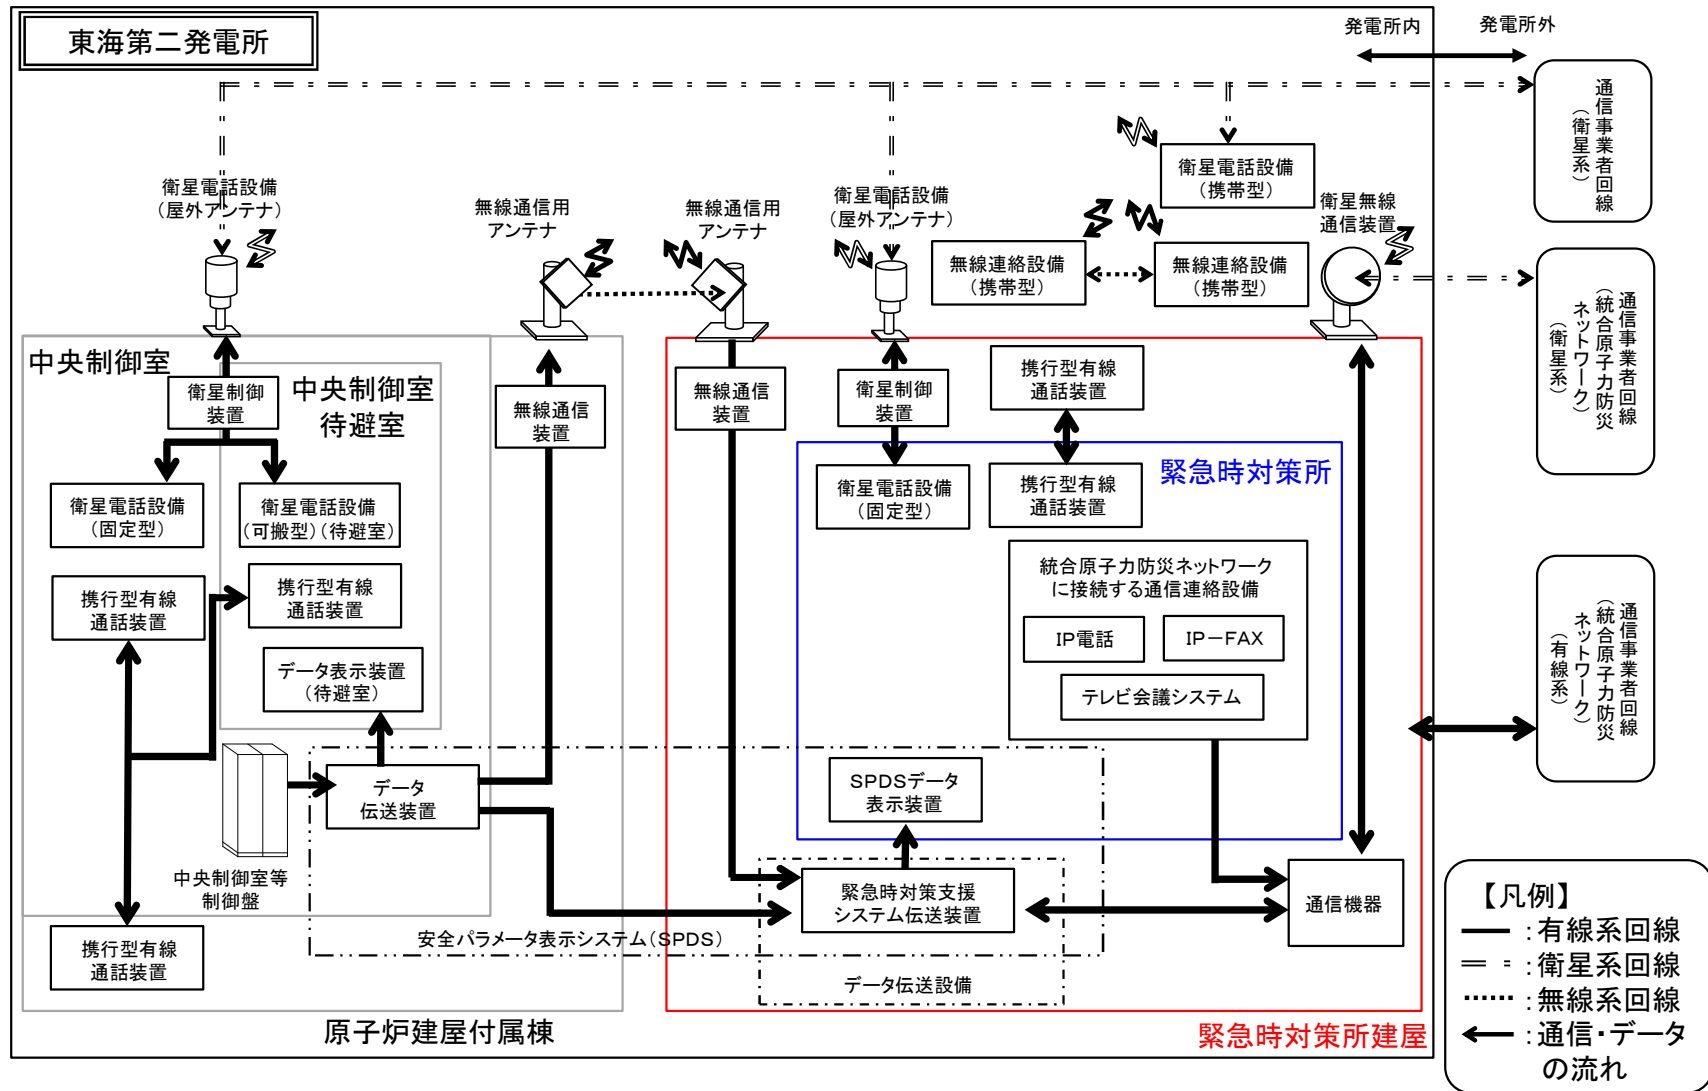 東海第二発電所
発電所内
発電所外
通信事業者回線
（衛星系）
衛星電話設備
（屋外アンテナ）
無線通信用
アンテナ
無線通信用
アンテナ
衛星電話設備
（屋外アンテナ）
衛星電話設備
（携帯型）
無線連絡設備
（携帯型）
無線連絡設備
（携帯型）
衛星無線
通信装置
通信事業者回線
（統合原子力防災
ネットワーク）
（衛星系）
中央制御室
衛星制御
装置
中央制御室
待避室
無線通信
装置
無線通信
装置
衛星制御
装置
携行型有線
通話装置
衛星電話設備
（固定型）
衛星電話設備
（可搬型）（待避室）
衛星電話設備
（固定型）
携行型有線
通話装置
緊急時対策所
携行型有線
通話装置
携行型有線
通話装置
統合原子力防災ネットワーク
に接続する通信連絡設備
IP電話
IP－FAX
テレビ会議システム
通信事業者回線
（統合原子力防災
ネットワーク）
（有線系）
データ表示装置
（待避室）
データ
伝送装置
SPDSデータ
表示装置
中央制御室等
制御盤
緊急時対策支援
システム伝送装置
通信機器
携行型有線
通話装置
安全パラメータ表示システム（SPDS）
データ伝送設備
原子炉建屋付属棟
緊急時対策所建屋
【凡例】
：有線系回線
：衛星系回線
：無線系回線
：通信・データ
の流れ